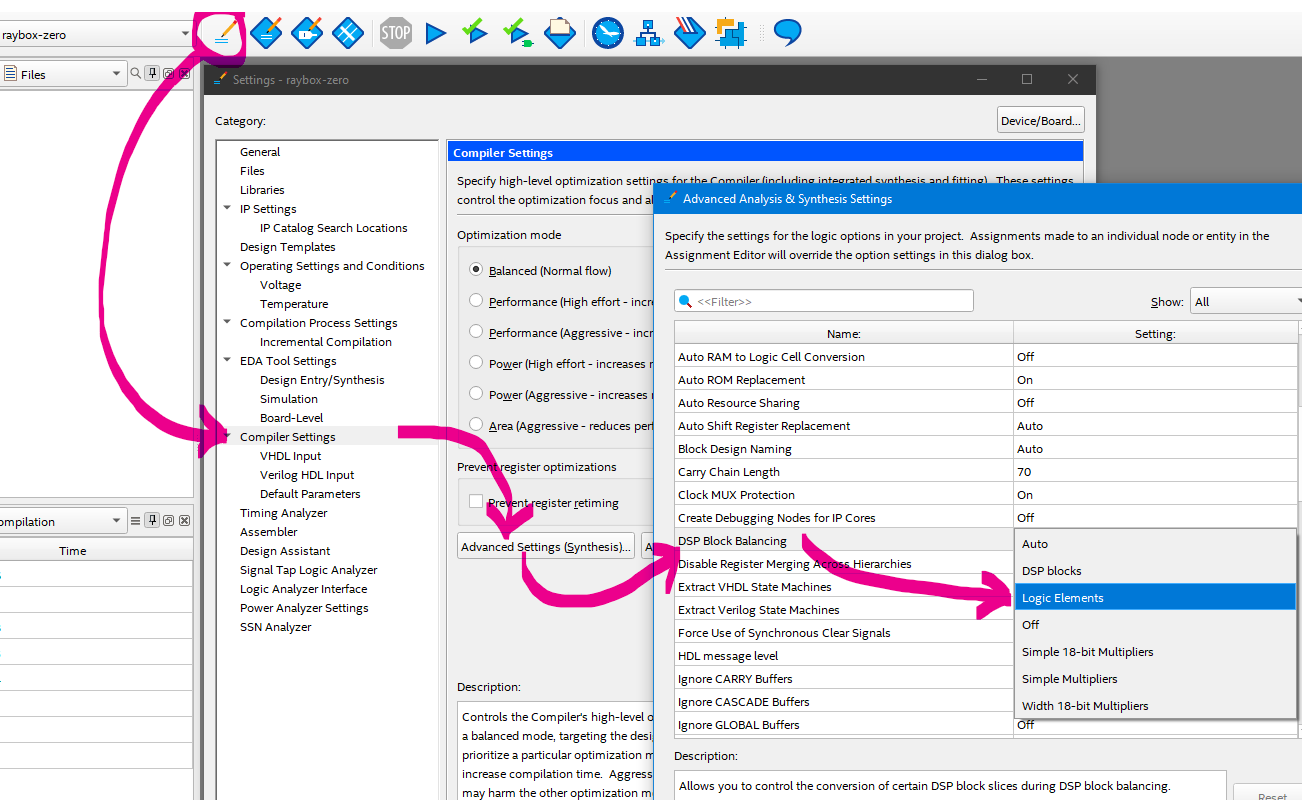 raybox-zero
STOP
Files
Settings - raybox-zero
Category:
Device/Board...
General
Files
Libraries
IP Settings
IP Catalog Search Locations
Design Templates
Operating Settings and Conditions
Voltage
Temperature
Compilation Process Settings
Incremental Compilation
EDA Tool Settings
Design Entry/Synthesis
Simulation
Board-Level
Compiler Settings
VHDL Input
Verilog HDL Input
Default Parameters
Timing Analyzer
Assembler
Design Assistant
Signal Tap Logic Analyzer
Logic Analyzer Interface
Power Analyzer Settings
SSN Analyzer
ompilation
Time
Compiler Settings
Specify high-level optimization settings for the Compiler (including integrated synthesis and fitting). These settings
control the optimization focus and al
Optimization mode
Balanced (Normal flow)
Performance (High effort - incre
Performance (Aggressive - incr
Power (High effort - increases r
Power (Aggressive - increases r
Area (Aggressive - reduces perf
Prevent register optimizations
Prevent register retiming
Advanced Settings (Synthesis)...
A
Description:
Controls the Compiler's high-level o
a balanced mode, targeting the desi
prioritize a particular optimization m
increase compilation time. Aggress
may harm the other optimization m
Advanced Analysis & Synthesis Settings
Specify the settings for the logic options in your project. Assignments made to an individual node or entity in the
Assignment Editor will override the option settings in this dialog box.
<<Filter>>
Show: All
Name: Setting:
Auto RAM to Logic Cell Conversion Off
Auto ROM Replacement On
Auto Resource Sharing Off
Auto Shift Register Replacement Auto
Block Design Naming Auto
Carry Chain Length 70
Clock MUX Protection On
Create Debugging Nodes for IP Cores Off
DSP Block Balancing
Disable Register Merging Across Hierarchies
Extract VHDL State Machines
Extract Verilog State Machines
Force Use of Synchronous Clear Signals
HDL message level
Ignore CARRY Buffers
Ignore CASCADE Buffers
Ignore GLOBAL Buffers Off
Auto
DSP blocks
Logic Elements
Off
Simple 18-bit Multipliers
Simple Multipliers
Width 18-bit Multipliers
Description:
Allows you to control the conversion of certain DSP block slices during DSP block balancing.
Reset